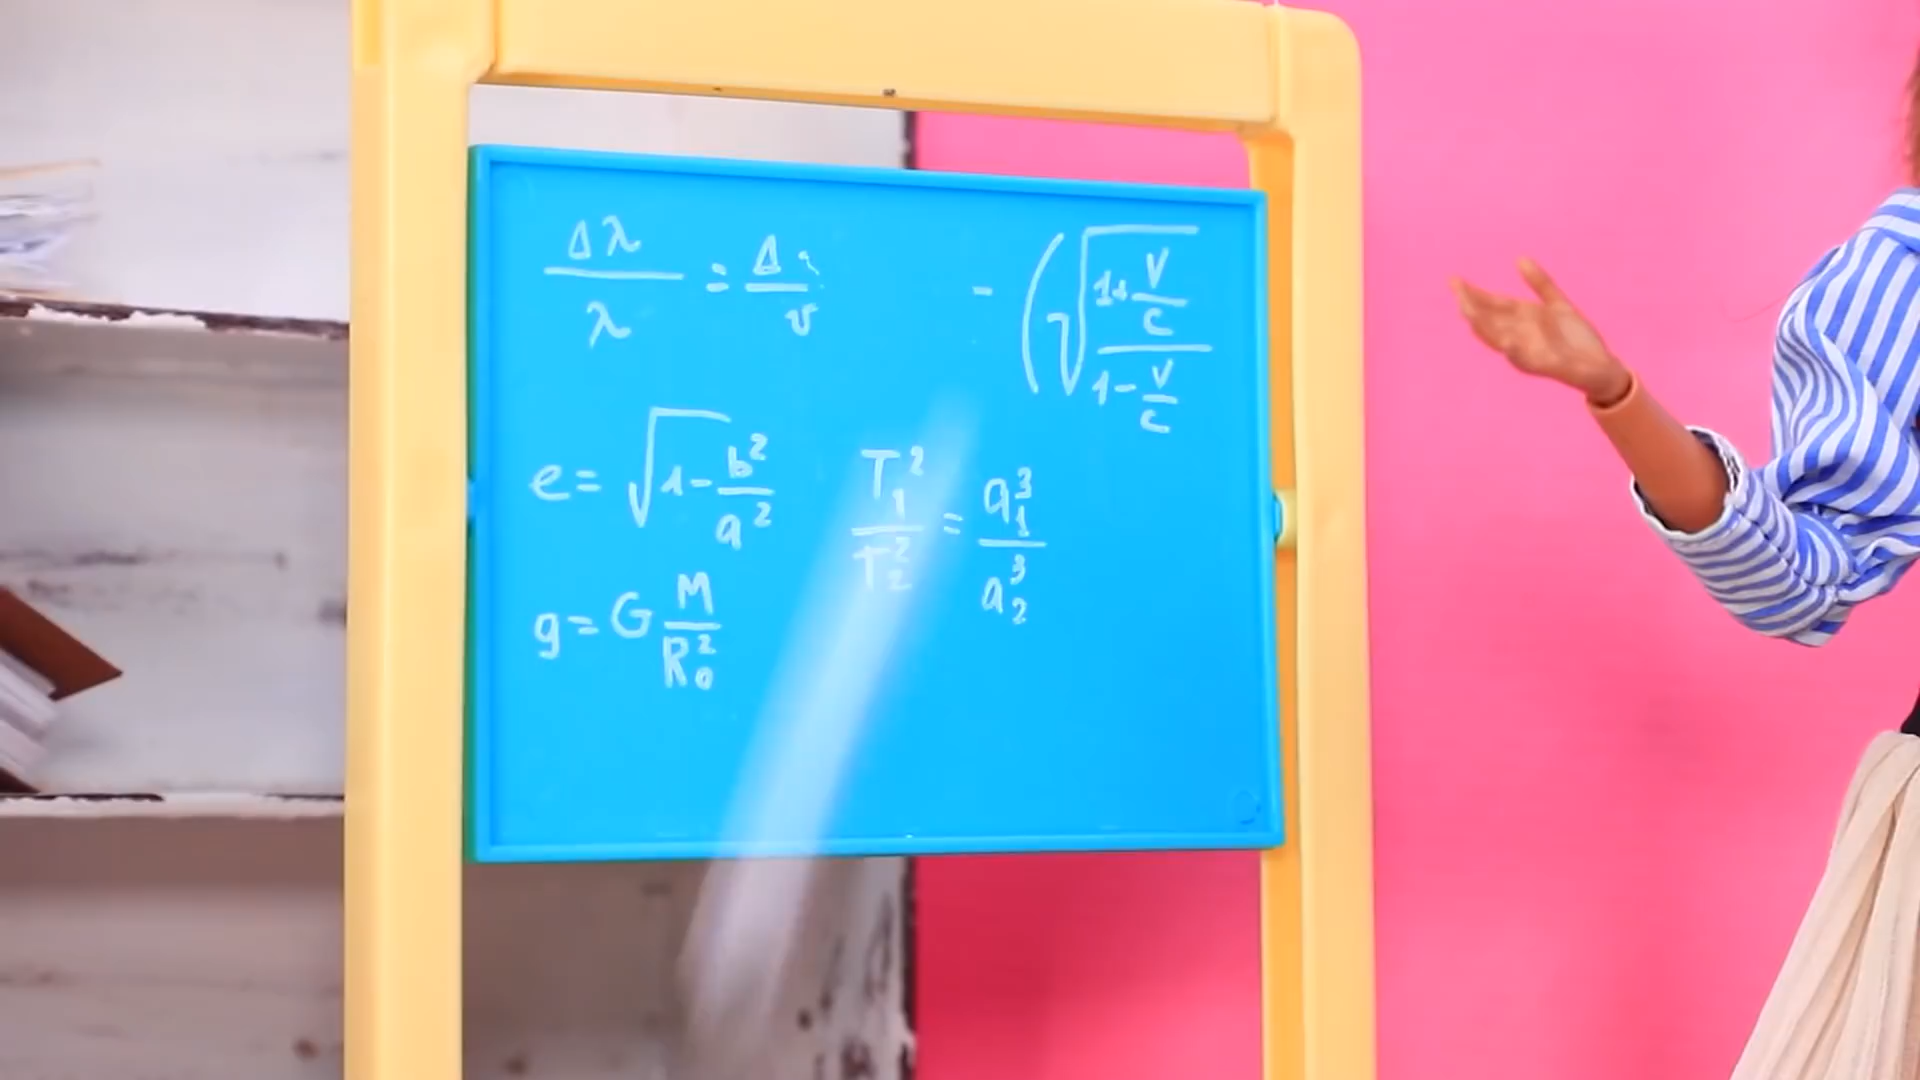 Δλ/λ = Δ/v - (√((1+V/C)/(1-V/C))
e = √(1-b²/a²)
T₁²/T₂² = a₁³/a₂³
g = G M/R₀²